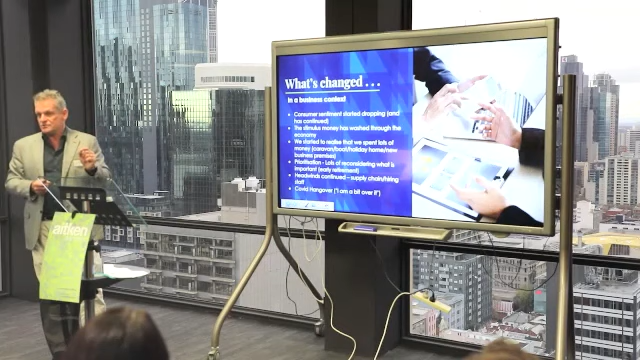 What's changed . . .
in a business context
• Consumer sentiment started dropping (and
has continued)
• The stimulus money has washed through the
economy
• We started to realise that we spent lots of
money (caravan/boat/holiday home/new
business premises)
• Prioritisation - Lots of reconsidering what is
important (early retirement)
• Headwinds continued – supply chain/hiring
staff
• Covid Hangover ("I am a bit over it")
aitken